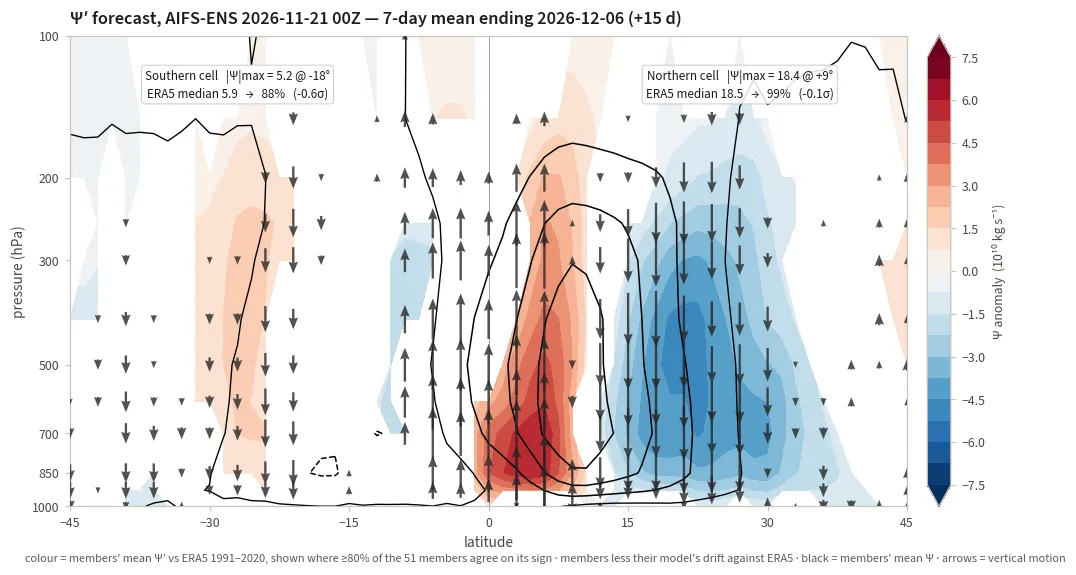 Ψ′ forecast, AIFS-ENS 2026-11-21 00Z — 7-day mean ending 2026-12-06 (+15 d)
Southern cell |Ψ|max = 5.2 @ -18°
ERA5 median 5.9 → 88% (-0.6σ)
Northern cell |Ψ|max = 18.4 @ +9°
ERA5 median 18.5 → 99% (-0.1σ)
pressure (hPa)
100
200
300
500
700
850
1000
−45
−30
−15
0
15
30
45
latitude
7.5
6.0
4.5
3.0
1.5
0.0
−1.5
−3.0
−4.5
−6.0
−7.5
Ψ anomaly (10¹⁰ kg s⁻¹)
colour = members' mean Ψ′ vs ERA5 1991–2020, shown where ≥80% of the 51 members agree on its sign · members less their model's drift against ERA5 · black = members' mean Ψ · arrows = vertical motion